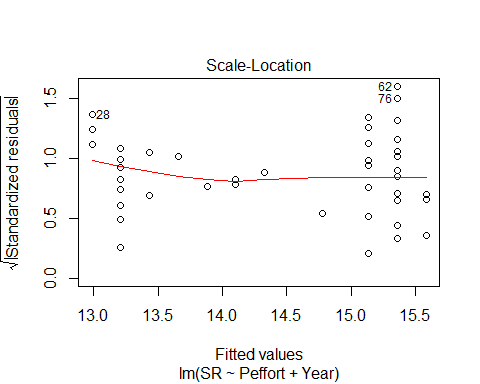 Scale-Location
√|Standardized residuals|
0.0 0.5 1.0 1.5
28
62
76
13.0 13.5 14.0 14.5 15.0 15.5
Fitted values
lm(SR ~ Peffort + Year)